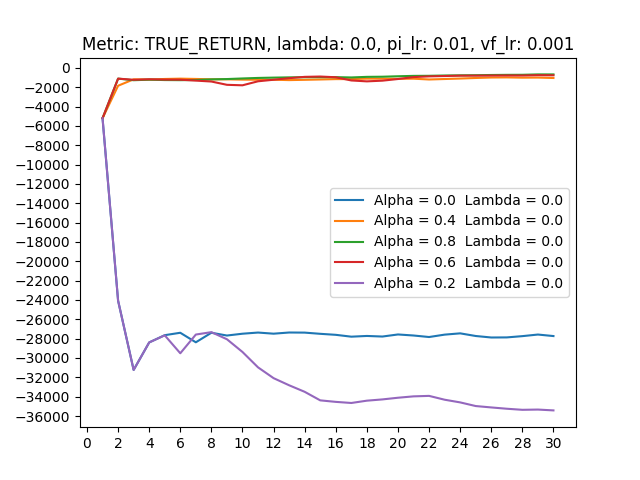 Metric: TRUE_RETURN, lambda: 0.0, pi_lr: 0.01, vf_lr: 0.001
0
−2000
−4000
−6000
−8000
−10000
−12000
−14000
−16000
−18000
−20000
−22000
−24000
−26000
−28000
−30000
−32000
−34000
−36000
Alpha = 0.0  Lambda = 0.0
Alpha = 0.4  Lambda = 0.0
Alpha = 0.8  Lambda = 0.0
Alpha = 0.6  Lambda = 0.0
Alpha = 0.2  Lambda = 0.0
0 2 4 6 8 10 12 14 16 18 20 22 24 26 28 30